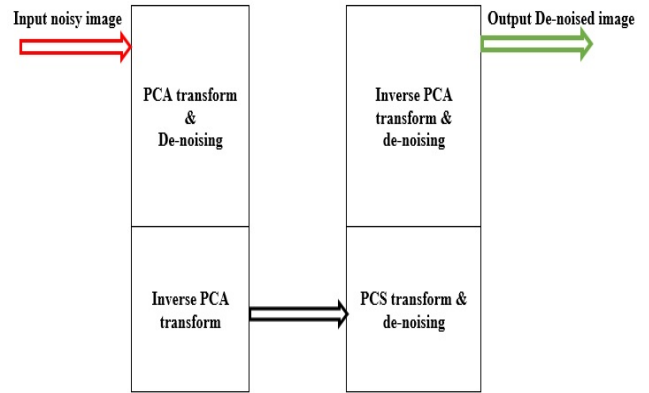 Input noisy image
Output De-noised image
PCA transform
&
De-noising
Inverse PCA
transform &
de-noising
Inverse PCA
transform
PCS transform &
de-noising